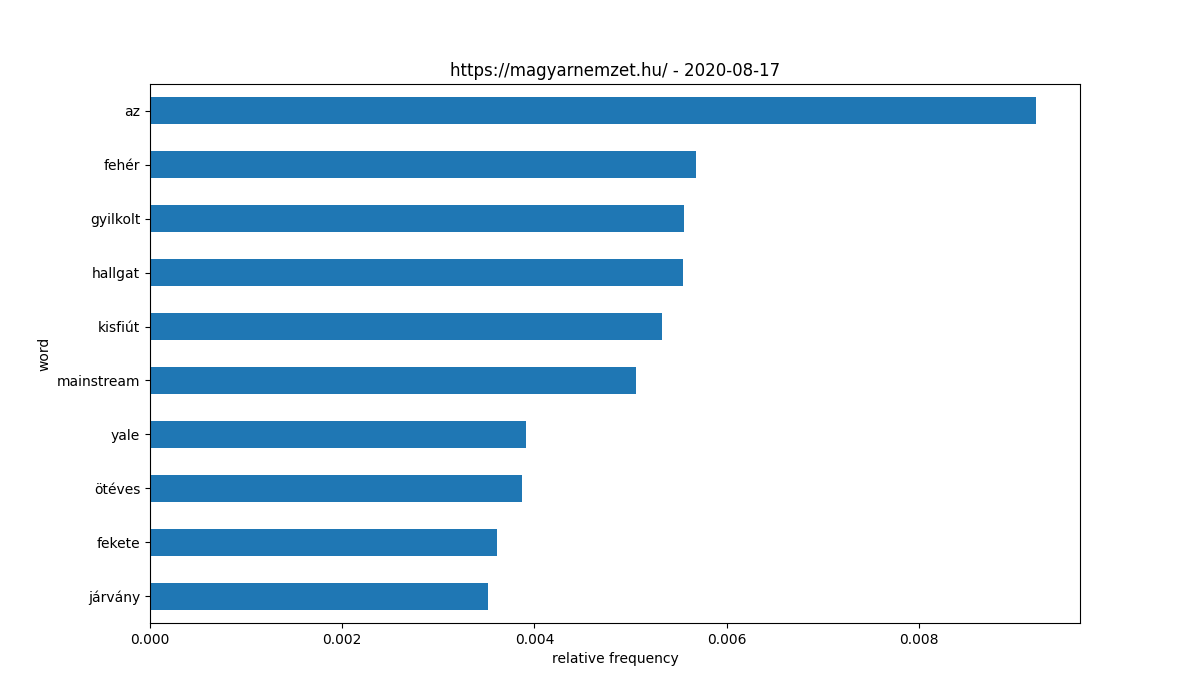 https://magyarnemzet.hu/ - 2020-08-17
az
fehér
gyilkolt
hallgat
kisfiút
mainstream
yale
ötéves
fekete
járvány
word
0.000 0.002 0.004 0.006 0.008
relative frequency